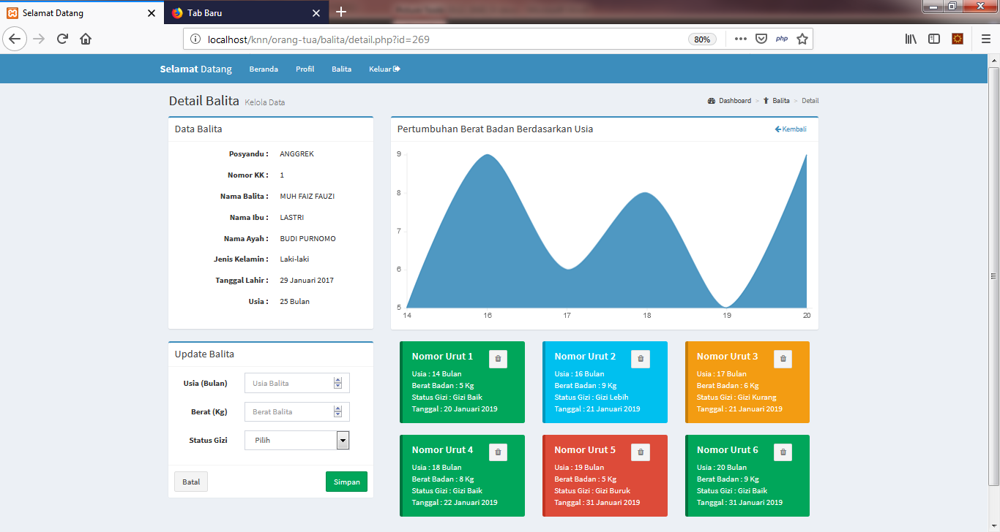 Selamat Datang
Tab Baru
localhost/knn/orang-tua/balita/detail.php?id=269
80%
php
Selamat Datang Beranda Profil Balita Keluar
Detail Balita Kelola Data
Dashboard > Balita > Detail
Data Balita
Posyandu : ANGGREK
Nomor KK : 1
Nama Balita : MUH FAIZ FAUZI
Nama Ibu : LASTRI
Nama Ayah : BUDI PURNOMO
Jenis Kelamin : Laki-laki
Tanggal Lahir : 29 Januari 2017
Usia : 25 Bulan
Pertumbuhan Berat Badan Berdasarkan Usia
Kembali
9
8
7
6
5
14 16 17 18 19 20
Update Balita
Usia (Bulan) Usia Balita
Berat (Kg) Berat Balita
Status Gizi Pilih
Batal Simpan
Nomor Urut 1
Usia : 14 Bulan
Berat Badan : 5 Kg
Status Gizi : Gizi Baik
Tanggal : 20 Januari 2019
Nomor Urut 2
Usia : 16 Bulan
Berat Badan : 9 Kg
Status Gizi : Gizi Lebih
Tanggal : 21 Januari 2019
Nomor Urut 3
Usia : 17 Bulan
Berat Badan : 6 Kg
Status Gizi : Gizi Kurang
Tanggal : 21 Januari 2019
Nomor Urut 4
Usia : 18 Bulan
Berat Badan : 8 Kg
Status Gizi : Gizi Baik
Tanggal : 22 Januari 2019
Nomor Urut 5
Usia : 19 Bulan
Berat Badan : 5 Kg
Status Gizi : Gizi Buruk
Tanggal : 31 Januari 2019
Nomor Urut 6
Usia : 20 Bulan
Berat Badan : 9 Kg
Status Gizi : Gizi Baik
Tanggal : 31 Januari 2019